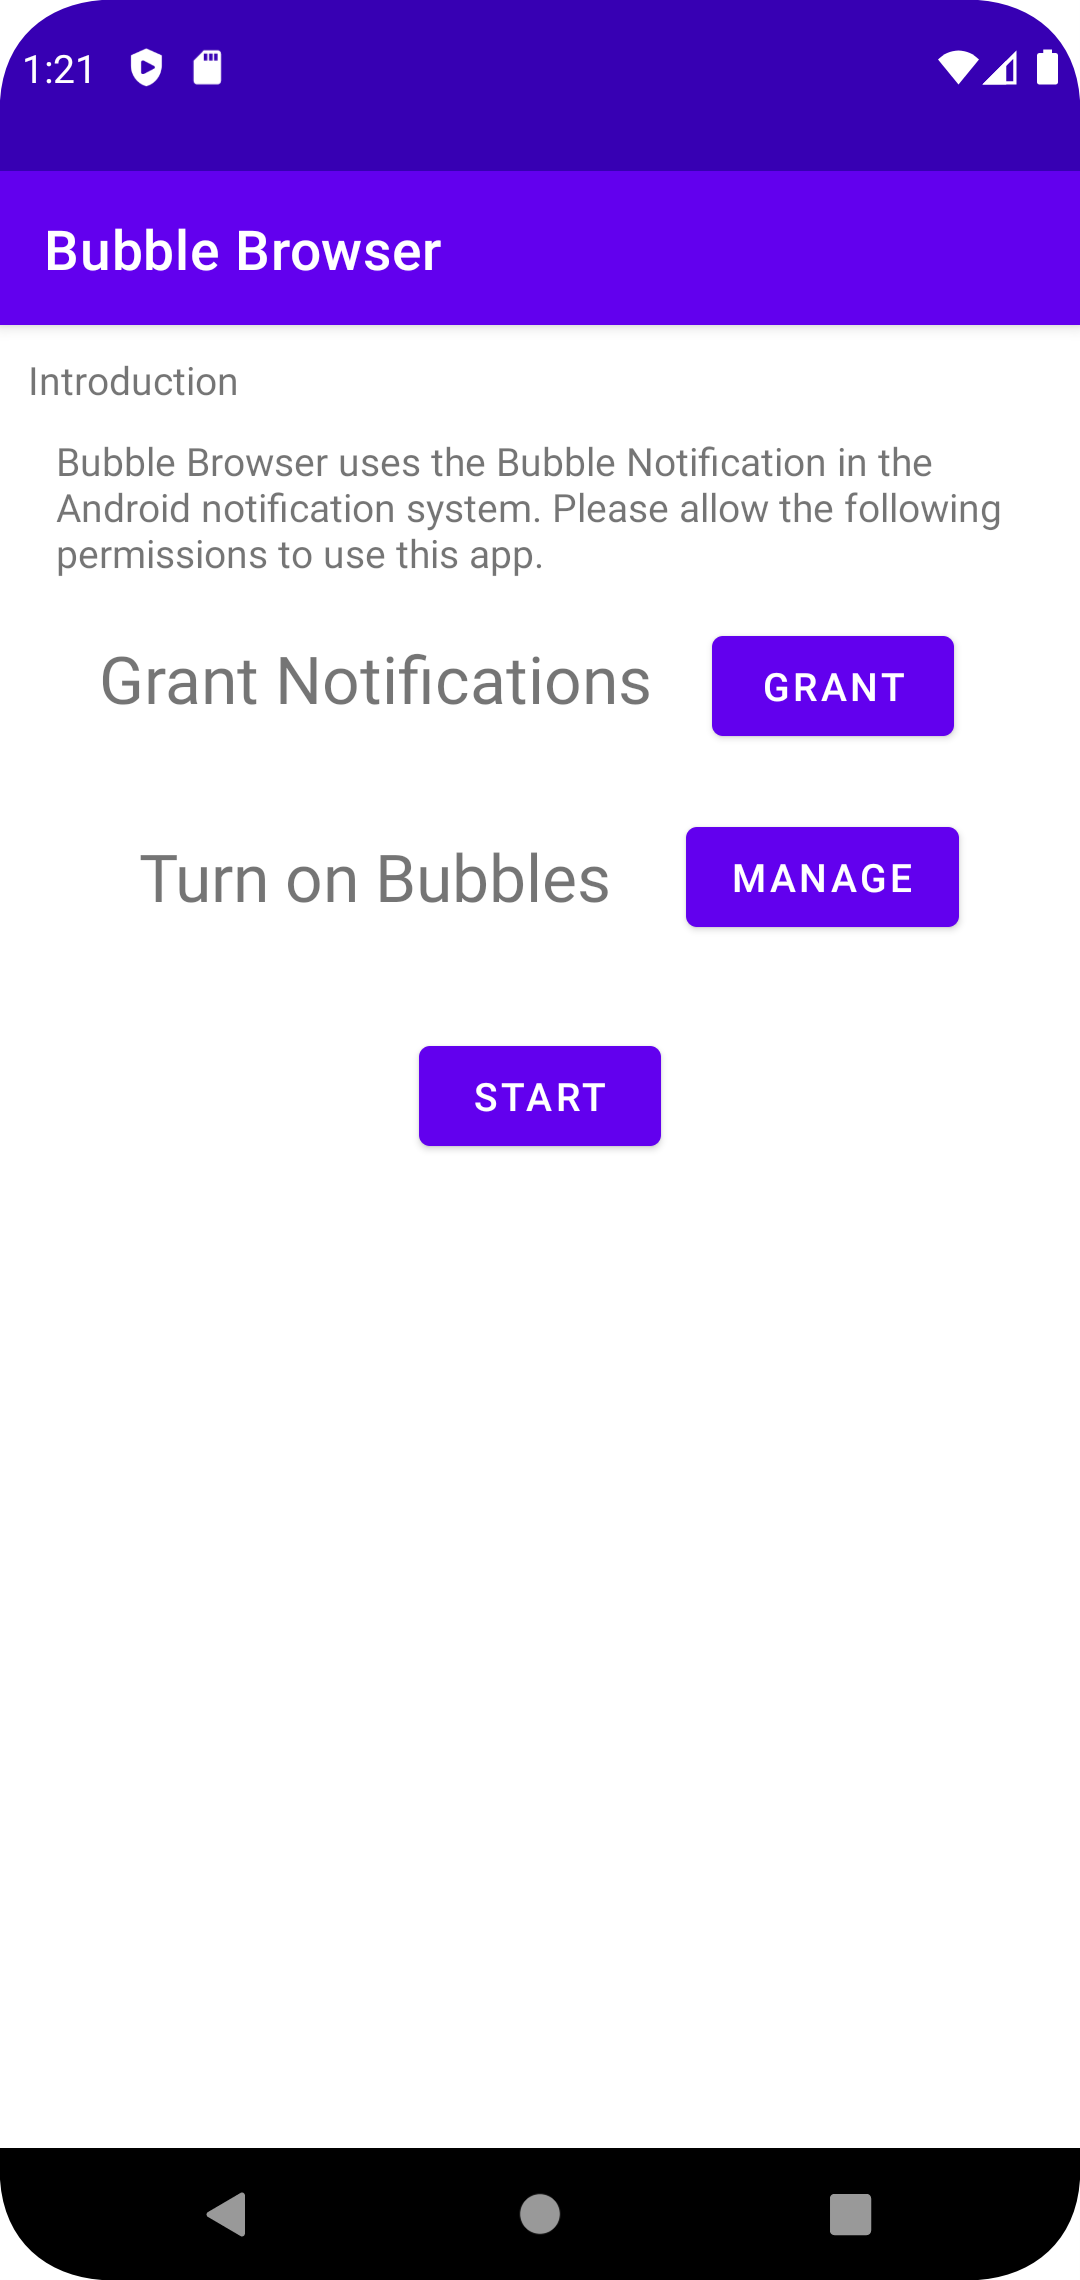 1:21
Bubble Browser
Introduction
Bubble Browser uses the Bubble Notification in the
Android notification system. Please allow the following
permissions to use this app.
Grant Notifications
GRANT
Turn on Bubbles
MANAGE
START